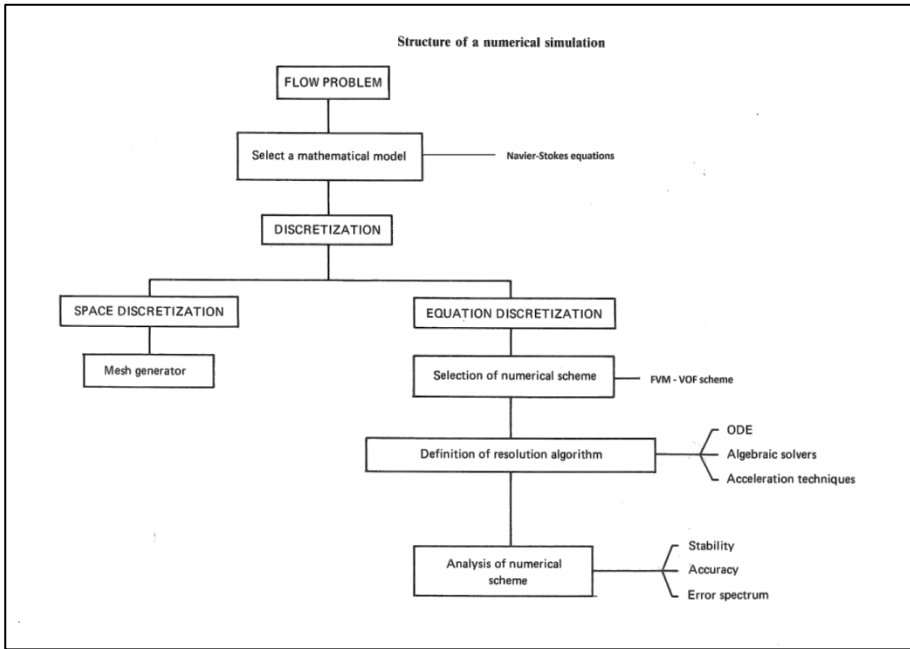 Structure of a numerical simulation
FLOW PROBLEM
Select a mathematical model
Navier-Stokes equations
DISCRETIZATION
SPACE DISCRETIZATION
EQUATION DISCRETIZATION
Mesh generator
Selection of numerical scheme
FVM - VOF scheme
Definition of resolution algorithm
ODE
Algebraic solvers
Acceleration techniques
Analysis of numerical
scheme
Stability
Accuracy
Error spectrum